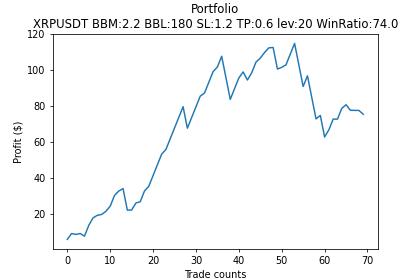 Portfolio
XRPUSDT BBM:2.2 BBL:180 SL:1.2 TP:0.6 lev:20 WinRatio:74.0
120
100
80
60
40
20
Profit ($)
0 10 20 30 40 50 60 70
Trade counts